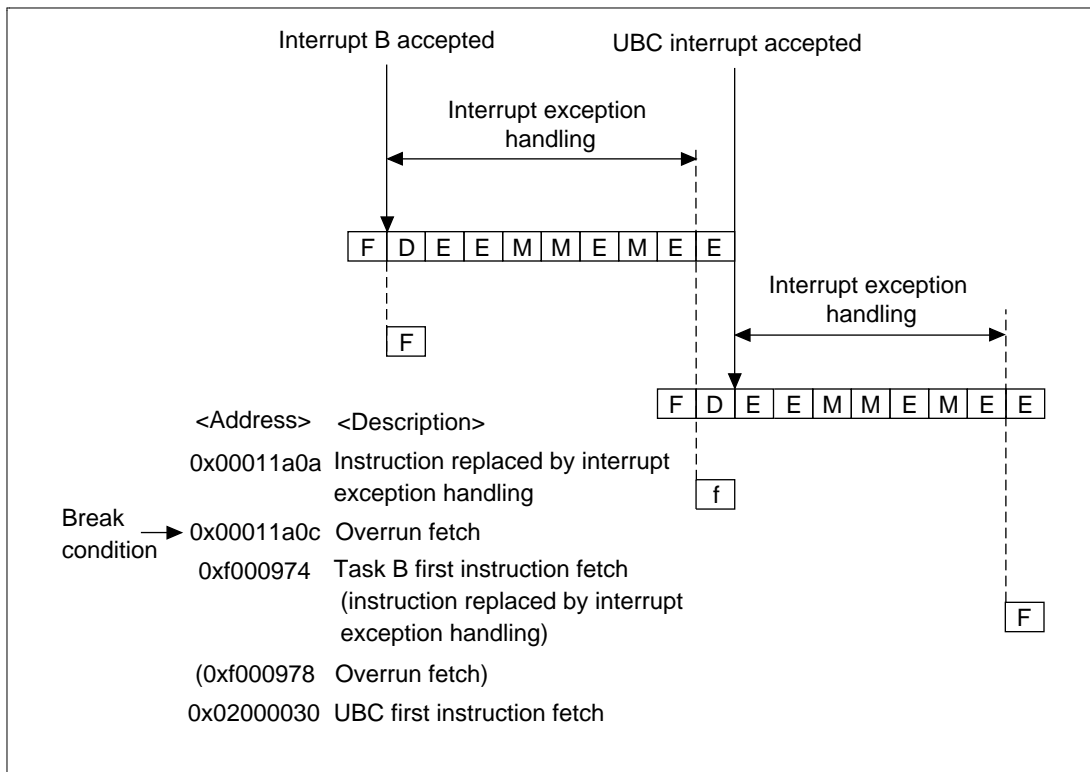 Interrupt B accepted
UBC interrupt accepted
Interrupt exception
handling
F D E E M M E M E E
Interrupt exception
handling
F
F D E E M M E M E E
<Address> <Description>
0x00011a0a Instruction replaced by interrupt
exception handling
f
Break
condition
0x00011a0c Overrun fetch
0xf000974 Task B first instruction fetch
(instruction replaced by interrupt
exception handling)
F
(0xf000978 Overrun fetch)
0x02000030 UBC first instruction fetch